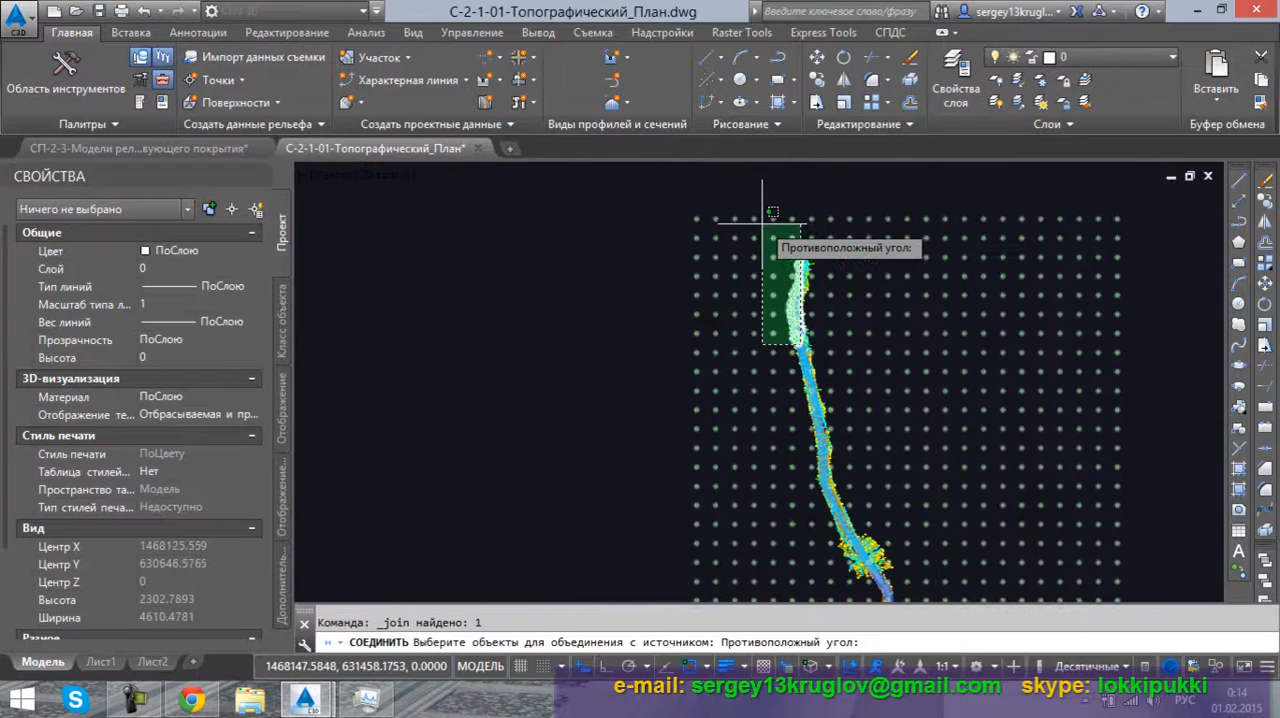 С-2-1-01-Топографический_План.dwg
Введите ключевое слово/фразу
sergey13kruglov...
C3D
Главная Вставка Аннотации Редактирование Анализ Вид Управление Вывод Съемка Надстройки Raster Tools Express Tools СПДС
Область инструментов
Импорт данных съемки
Точки
Поверхности
Участок
Характерная линия
Свойства слоя
0
Вставить
Палитры Создать данные рельефа Создать проектные данные Виды профилей и сечений Рисование Редактирование Слои Буфер обмена
СП-2-3-Модели рел...вующего покрытия*
С-2-1-01-Топографический_План*
СВОЙСТВА
Ничего не выбрано
Общие
Цвет ПоСлою
Слой 0
Тип линий ПоСлою
Масштаб типа л... 1
Вес линий ПоСлою
Прозрачность ПоСлою
Высота 0
3D-визуализация
Материал ПоСлою
Отображение те... Отбрасываемая и пр...
Стиль печати
Стиль печати ПоЦвету
Таблица стилей... Нет
Пространство та... Модель
Тип стилей печа... Недоступно
Вид
Центр X 1468125.559
Центр Y 630646.5765
Центр Z 0
Высота 2302.7893
Ширина 4610.4781
Разное
Проект
Класс объекта
Отображение
Отображение...
Дополнитель...
Противоположный угол:
Команда: _join найдено: 1
СОЕДИНИТЬ Выберите объекты для объединения с источником: Противоположный угол:
Модель Лист1 Лист2
1468147.5848, 631458.1753, 0.0000 МОДЕЛЬ
1:1
Десятичные
e-mail: sergey13kruglov@gmail.com skype: lokkipukki
РУС
0:14
01.02.2015